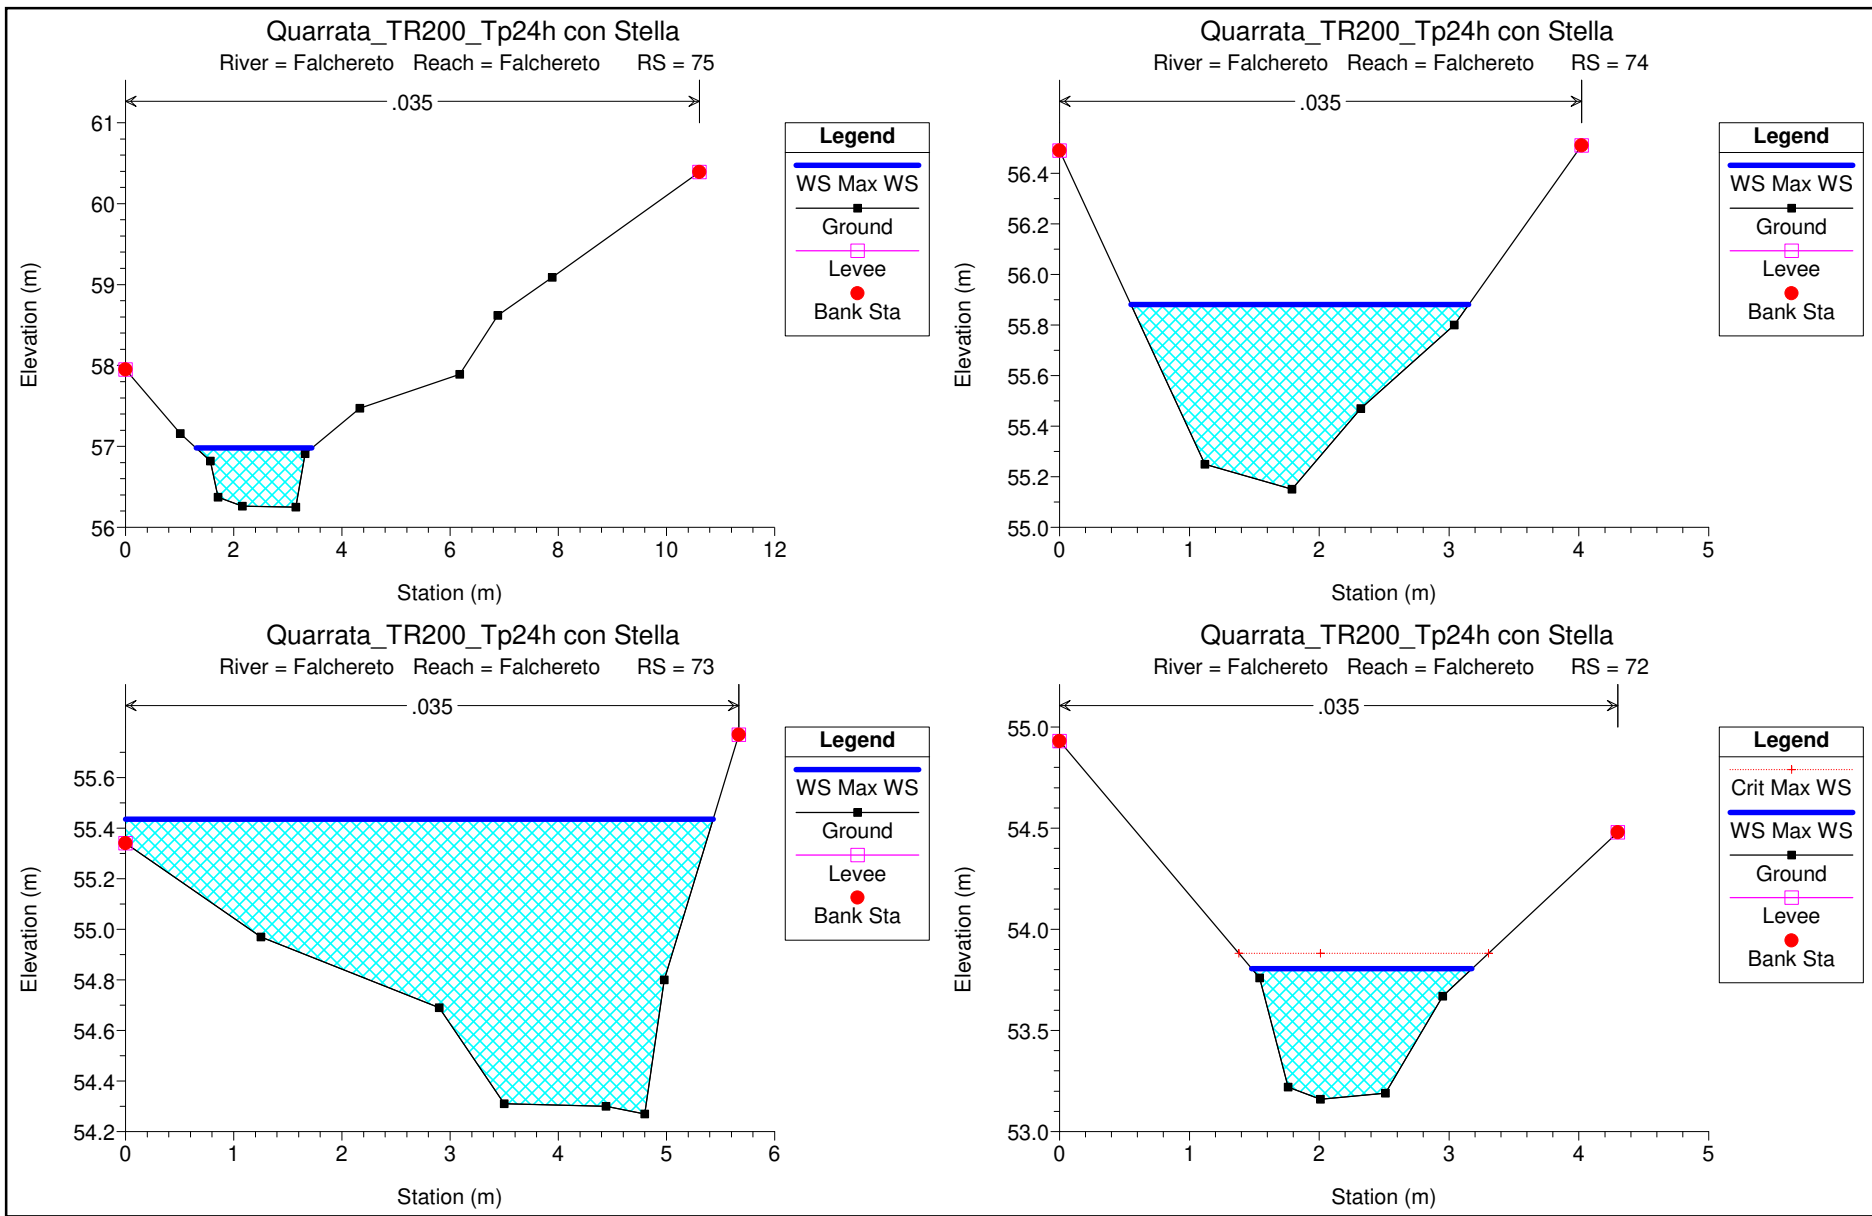 Quarrata_TR200_Tp24h con Stella
River = Falchereto Reach = Falchereto RS = 75
.035
61
60
59
58
57
56
0 2 4 6 8 10 12
Elevation (m)
Station (m)
Legend
WS Max WS
Ground
Levee
Bank Sta
Quarrata_TR200_Tp24h con Stella
River = Falchereto Reach = Falchereto RS = 74
.035
56.4
56.2
56.0
55.8
55.6
55.4
55.2
55.0
0 1 2 3 4 5
Elevation (m)
Station (m)
Legend
WS Max WS
Ground
Levee
Bank Sta
Quarrata_TR200_Tp24h con Stella
River = Falchereto Reach = Falchereto RS = 73
.035
55.6
55.4
55.2
55.0
54.8
54.6
54.4
54.2
0 1 2 3 4 5 6
Elevation (m)
Station (m)
Legend
WS Max WS
Ground
Levee
Bank Sta
Quarrata_TR200_Tp24h con Stella
River = Falchereto Reach = Falchereto RS = 72
.035
55.0
54.5
54.0
53.5
53.0
0 1 2 3 4 5
Elevation (m)
Station (m)
Legend
Crit Max WS
WS Max WS
Ground
Levee
Bank Sta